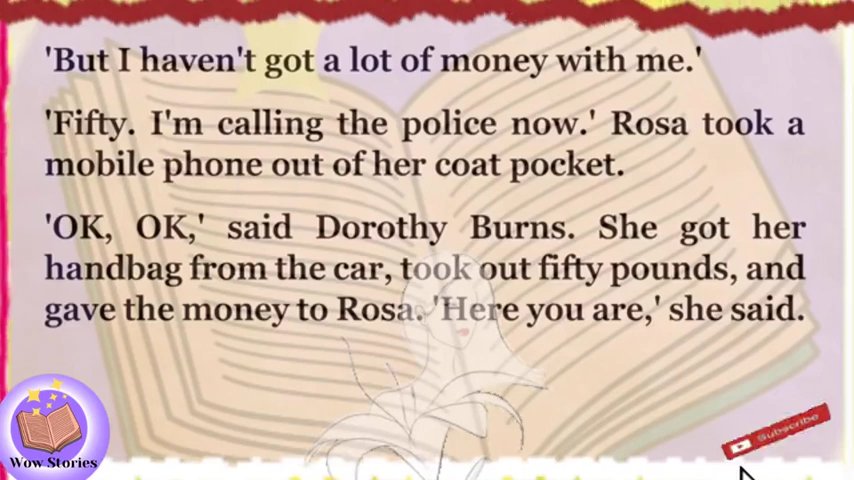 'But I haven't got a lot of money with me.'
'Fifty. I'm calling the police now.' Rosa took a
mobile phone out of her coat pocket.
'OK, OK,' said Dorothy Burns. She got her
handbag from the car, took out fifty pounds, and
gave the money to Rosa. 'Here you are,' she said.
Subscribe
Wow Stories